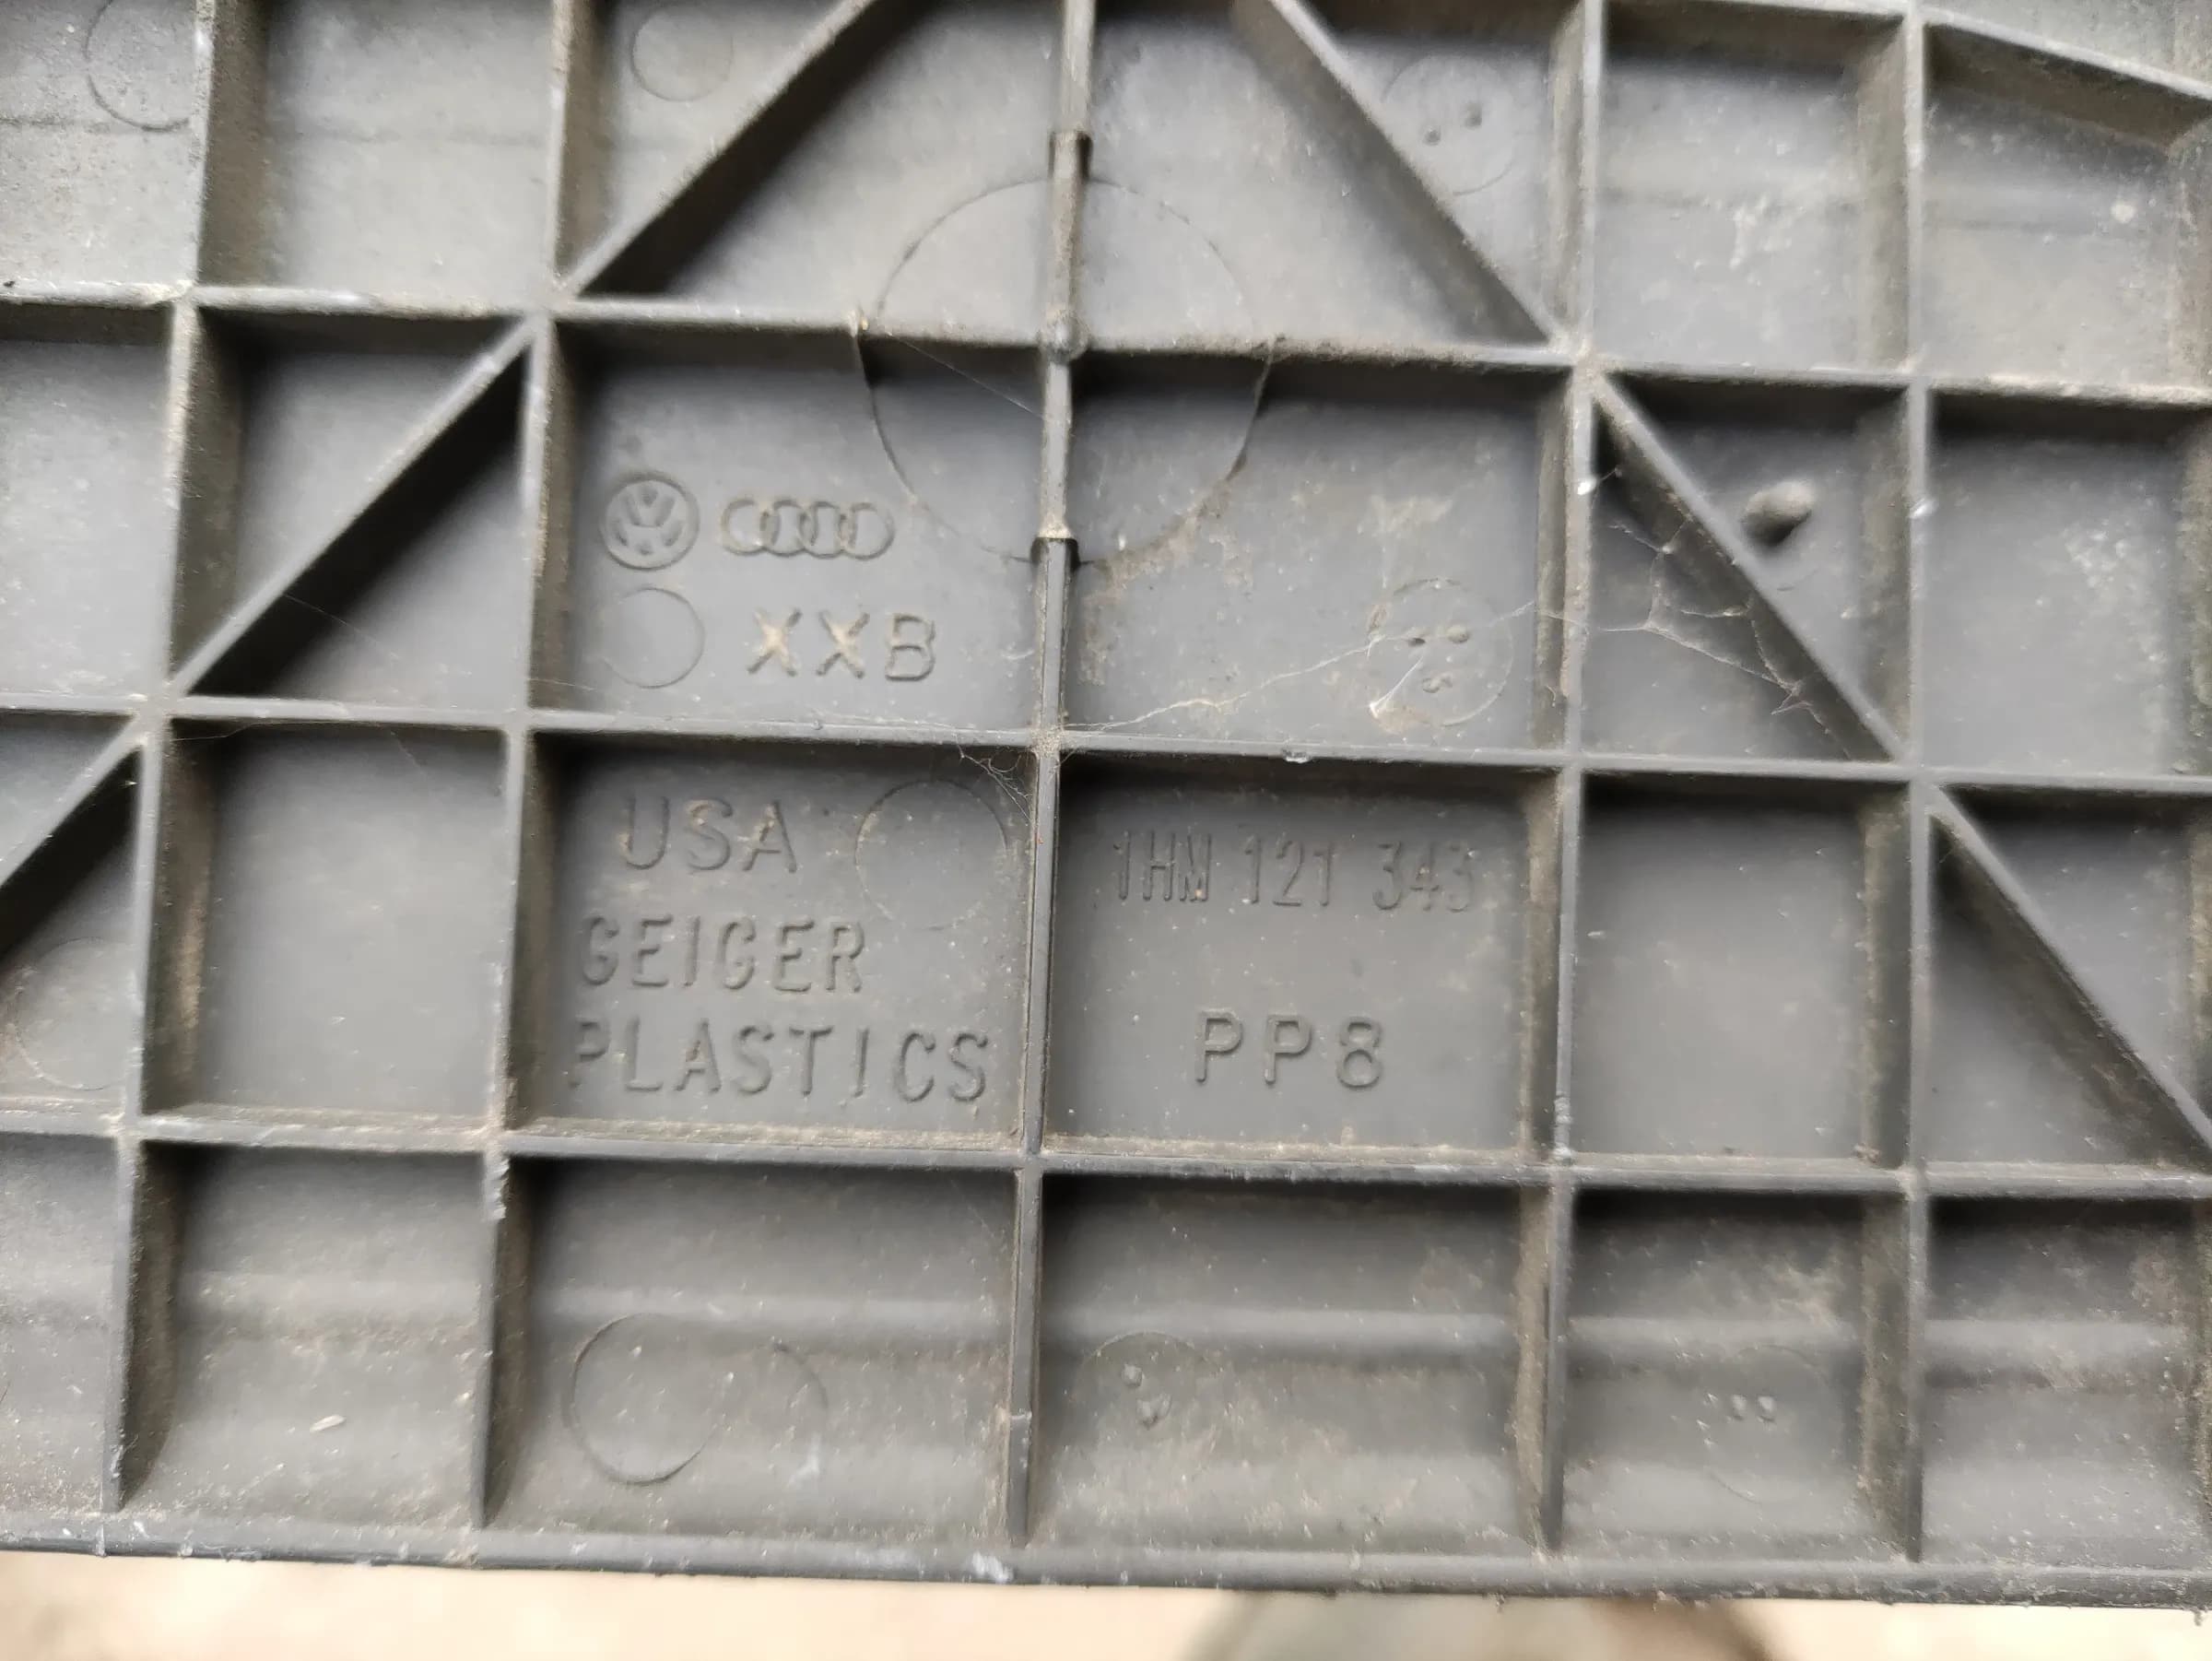 XXB
USA
GEIGER
PLASTICS
1HM 121 343
PP8